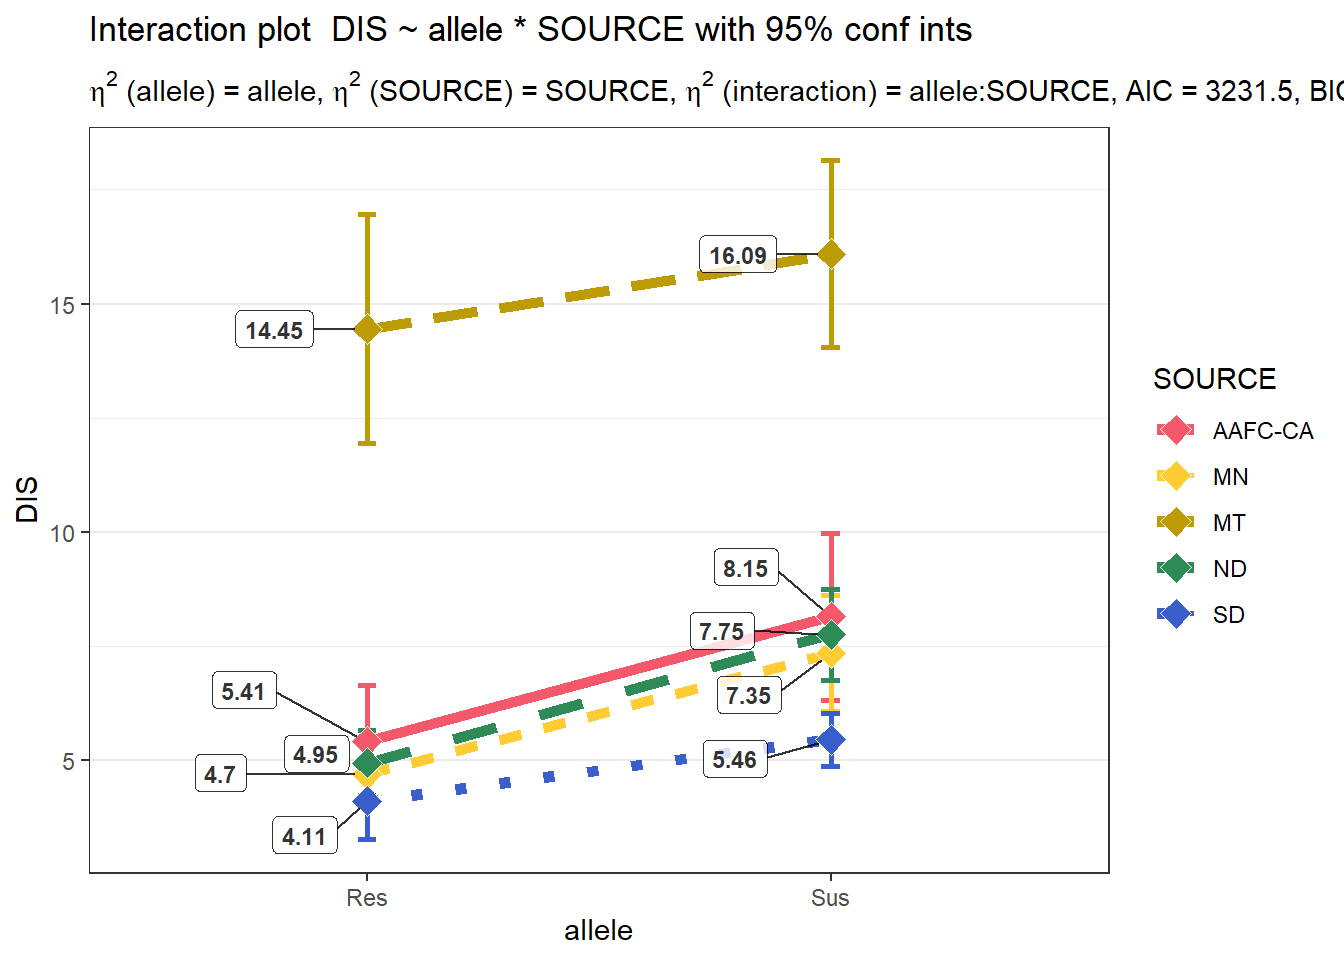 Interaction plot  DIS ~ allele * SOURCE with 95% conf ints
η² (allele) = allele, η² (SOURCE) = SOURCE, η² (interaction) = allele:SOURCE, AIC = 3231.5, BIC
DIS
15
10
5
16.09
14.45
8.15
7.75
7.35
5.41
4.95
4.7
5.46
4.11
Res
Sus
allele
SOURCE
AAFC-CA
MN
MT
ND
SD